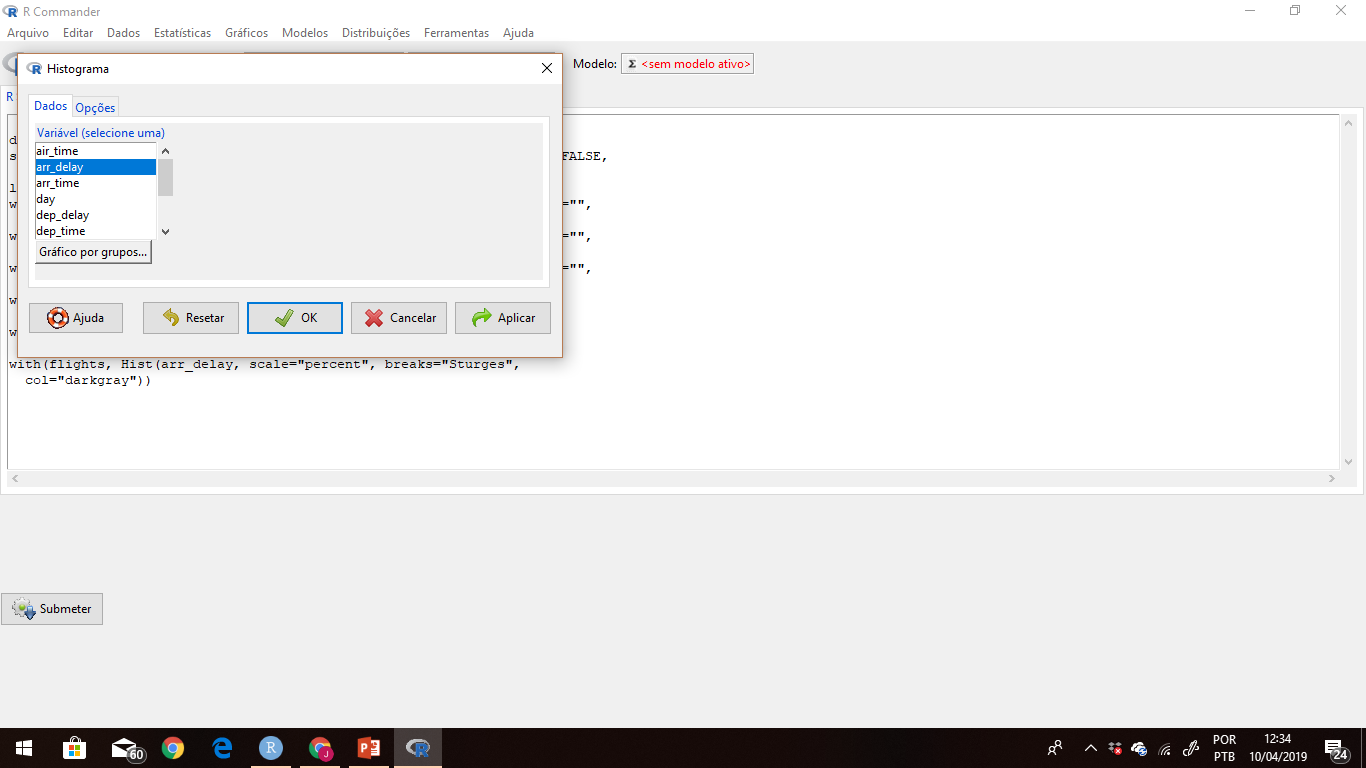 R Commander
Arquivo Editar Dados Estatísticas Gráficos Modelos Distribuições Ferramentas Ajuda
Histograma
Modelo: Σ <sem modelo ativo>
Dados Opções
R
Variável (selecione uma)
d
air_time
s FALSE,
arr_delay
arr_time
l
day
w ="",
dep_delay
dep_time
w ="",
Gráfico por grupos...
w ="",
w
Ajuda Resetar OK Cancelar Aplicar
w
with(flights, Hist(arr_delay, scale="percent", breaks="Sturges",
col="darkgray"))
Submeter
60
R
J
POR
PTB
12:34
10/04/2019
24